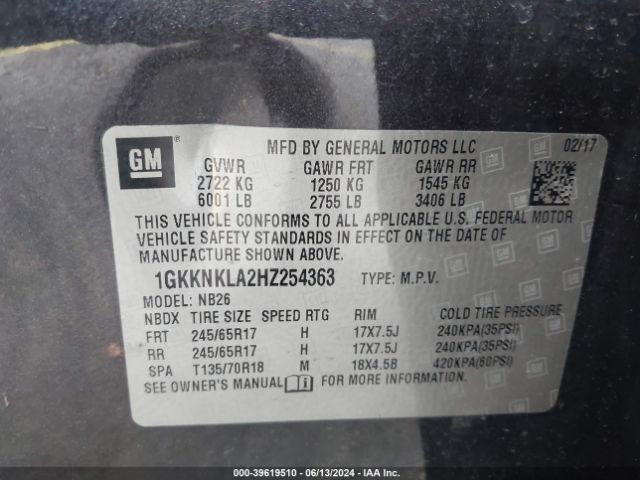 GM
MFD BY GENERAL MOTORS LLC 02/17
GVWR GAWR FRT GAWR RR
2722 KG 1250 KG 1545 KG
6001 LB 2755 LB 3406 LB
THIS VEHICLE CONFORMS TO ALL APPLICABLE U.S. FEDERAL MOTOR
VEHICLE SAFETY STANDARDS IN EFFECT ON THE DATE OF
MANUFACTURE SHOWN ABOVE.
1GKKNKLA2HZ254363 TYPE: M.P.V.
MODEL: NB26
NBDX TIRE SIZE SPEED RTG RIM COLD TIRE PRESSURE
FRT 245/65R17 H 17X7.5J 240KPA(35PSI)
RR 245/65R17 H 17X7.5J 240KPA(35PSI)
SPA T135/70R18 M 18X4.5B 420KPA(60PSI)
SEE OWNER'S MANUAL FOR MORE INFORMATION.
000-39619510 - 06/13/2024 - IAA Inc.